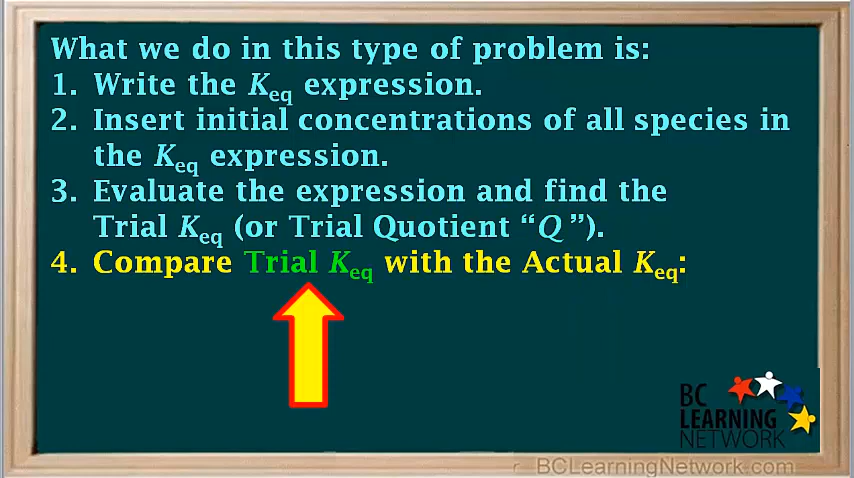 What we do in this type of problem is:
1. Write the Keq expression.
2. Insert initial concentrations of all species in
the Keq expression.
3. Evaluate the expression and find the
Trial Keq (or Trial Quotient “Q”).
4. Compare Trial Keq with the Actual Keq:
BC
LEARNING
NETWORK
BCLearningNetwork.com